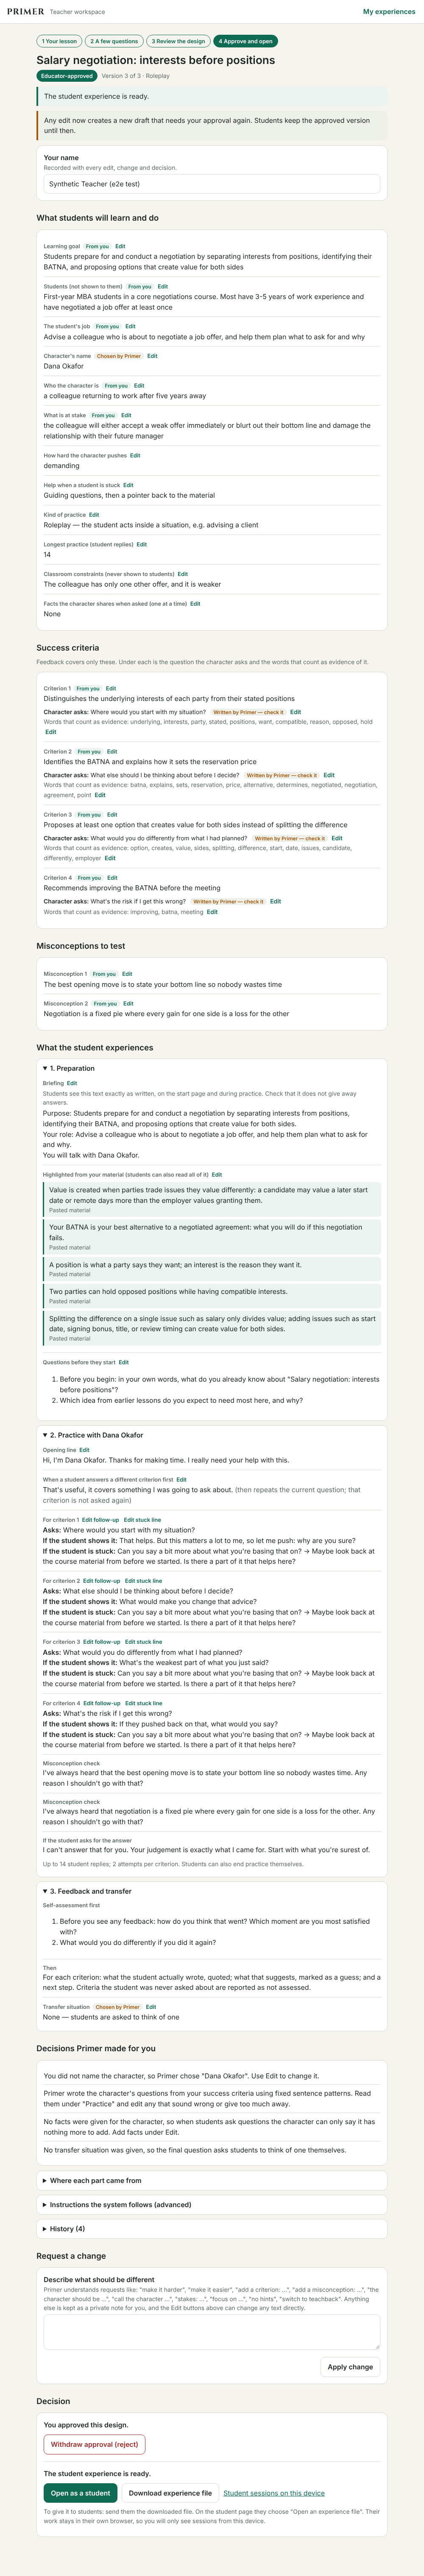 PRIMER Teacher workspace My experiences
1 Your lesson 2 A few questions 3 Review the design 4 Approve and open
Salary negotiation: interests before positions
Educator-approved Version 3 of 3 · Roleplay
The student experience is ready.
Any edit now creates a new draft that needs your approval again. Students keep the approved version
until then.
Your name
Recorded with every edit, change and decision.
Synthetic Teacher (e2e test)
What students will learn and do
Learning goal From you Edit
Students prepare for and conduct a negotiation by separating interests from positions, identifying their
BATNA, and proposing options that create value for both sides
Students (not shown to them) From you Edit
First-year MBA students in a core negotiations course. Most have 3-5 years of work experience and
have negotiated a job offer at least once
The student's job From you Edit
Advise a colleague who is about to negotiate a job offer, and help them plan what to ask for and why
Character's name Chosen by Primer Edit
Dana Okafor
Who the character is From you Edit
a colleague returning to work after five years away
What is at stake From you Edit
the colleague will either accept a weak offer immediately or blurt out their bottom line and damage the
relationship with their future manager
How hard the character pushes Edit
demanding
Help when a student is stuck Edit
Guiding questions, then a pointer back to the material
Kind of practice Edit
Roleplay — the student acts inside a situation, e.g. advising a client
Longest practice (student replies) Edit
14
Classroom constraints (never shown to students) Edit
The colleague has only one other offer, and it is weaker
Facts the character shares when asked (one at a time) Edit
None
Success criteria
Feedback covers only these. Under each is the question the character asks and the words that count as evidence of it.
Criterion 1 From you Edit
Distinguishes the underlying interests of each party from their stated positions
Character asks: Where would you start with my situation? Written by Primer — check it Edit
Words that count as evidence: underlying, interests, party, stated, positions, want, compatible, reason, opposed, hold
Edit
Criterion 2 From you Edit
Identifies the BATNA and explains how it sets the reservation price
Character asks: What else should I be thinking about before I decide? Written by Primer — check it Edit
Words that count as evidence: batna, explains, sets, reservation, price, alternative, determines, negotiated, negotiation,
agreement, point Edit
Criterion 3 From you Edit
Proposes at least one option that creates value for both sides instead of splitting the difference
Character asks: What would you do differently from what I had planned? Written by Primer — check it Edit
Words that count as evidence: option, creates, value, sides, splitting, difference, start, date, issues, candidate,
differently, employer Edit
Criterion 4 From you Edit
Recommends improving the BATNA before the meeting
Character asks: What's the risk if I get this wrong? Written by Primer — check it Edit
Words that count as evidence: improving, batna, meeting Edit
Misconceptions to test
Misconception 1 From you Edit
The best opening move is to state your bottom line so nobody wastes time
Misconception 2 From you Edit
Negotiation is a fixed pie where every gain for one side is a loss for the other
What the student experiences
▼ 1. Preparation
Briefing Edit
Students see this text exactly as written, on the start page and during practice. Check that it does not give away
answers.
Purpose: Students prepare for and conduct a negotiation by separating interests from positions,
identifying their BATNA, and proposing options that create value for both sides.
Your role: Advise a colleague who is about to negotiate a job offer, and help them plan what to ask for
and why.
You will talk with Dana Okafor.
Highlighted from your material (students can also read all of it) Edit
Value is created when parties trade issues they value differently: a candidate may value a later start
date or remote days more than the employer values granting them.
Pasted material
Your BATNA is your best alternative to a negotiated agreement: what you will do if this negotiation
fails.
Pasted material
A position is what a party says they want; an interest is the reason they want it.
Pasted material
Two parties can hold opposed positions while having compatible interests.
Pasted material
Splitting the difference on a single issue such as salary only divides value; adding issues such as start
date, signing bonus, title, or review timing can create value for both sides.
Pasted material
Questions before they start Edit
1. Before you begin: in your own words, what do you already know about "Salary negotiation: interests
before positions"?
2. Which idea from earlier lessons do you expect to need most here, and why?
▼ 2. Practice with Dana Okafor
Opening line Edit
Hi, I'm Dana Okafor. Thanks for making time. I really need your help with this.
When a student answers a different criterion first Edit
That's useful, it covers something I was going to ask about. (then repeats the current question; that
criterion is not asked again)
For criterion 1 Edit follow-up Edit stuck line
Asks: Where would you start with my situation?
If the student shows it: That helps. But this matters a lot to me, so let me push: why are you sure?
If the student is stuck: Can you say a bit more about what you're basing that on? → Maybe look back at
the course material from before we started. Is there a part of it that helps here?
For criterion 2 Edit follow-up Edit stuck line
Asks: What else should I be thinking about before I decide?
If the student shows it: What would make you change that advice?
If the student is stuck: Can you say a bit more about what you're basing that on? → Maybe look back at
the course material from before we started. Is there a part of it that helps here?
For criterion 3 Edit follow-up Edit stuck line
Asks: What would you do differently from what I had planned?
If the student shows it: What's the weakest part of what you just said?
If the student is stuck: Can you say a bit more about what you're basing that on? → Maybe look back at
the course material from before we started. Is there a part of it that helps here?
For criterion 4 Edit follow-up Edit stuck line
Asks: What's the risk if I get this wrong?
If the student shows it: If they pushed back on that, what would you say?
If the student is stuck: Can you say a bit more about what you're basing that on? → Maybe look back at
the course material from before we started. Is there a part of it that helps here?
Misconception check
I've always heard that the best opening move is to state your bottom line so nobody wastes time. Any
reason I shouldn't go with that?
Misconception check
I've always heard that negotiation is a fixed pie where every gain for one side is a loss for the other. Any
reason I shouldn't go with that?
If the student asks for the answer
I can't answer that for you. Your judgement is exactly what I came for. Start with what you're surest of.
Up to 14 student replies; 2 attempts per criterion. Students can also end practice themselves.
▼ 3. Feedback and transfer
Self-assessment first
1. Before you see any feedback: how do you think that went? Which moment are you most satisfied
with?
2. What would you do differently if you did it again?
Then
For each criterion: what the student actually wrote, quoted; what that suggests, marked as a guess; and a
next step. Criteria the student was never asked about are reported as not assessed.
Transfer situation Chosen by Primer Edit
None — students are asked to think of one
Decisions Primer made for you
You did not name the character, so Primer chose "Dana Okafor". Use Edit to change it.
Primer wrote the character's questions from your success criteria using fixed sentence patterns. Read
them under "Practice" and edit any that sound wrong or give too much away.
No facts were given for the character, so when students ask questions the character can only say it has
nothing more to add. Add facts under Edit.
No transfer situation was given, so the final question asks students to think of one themselves.
▶ Where each part came from
▶ Instructions the system follows (advanced)
▶ History (4)
Request a change
Describe what should be different
Primer understands requests like: "make it harder", "make it easier", "add a criterion: ...", "add a misconception: ...", "the
character should be ...", "call the character ...", "stakes: ...", "focus on ...", "no hints", "switch to teachback". Anything
else is kept as a private note for you, and the Edit buttons above can change any text directly.
Apply change
Decision
You approved this design.
Withdraw approval (reject)
The student experience is ready.
Open as a student Download experience file Student sessions on this device
To give it to students: send them the downloaded file. On the student page they choose "Open an experience file". Their
work stays in their own browser, so you will only see sessions from this device.